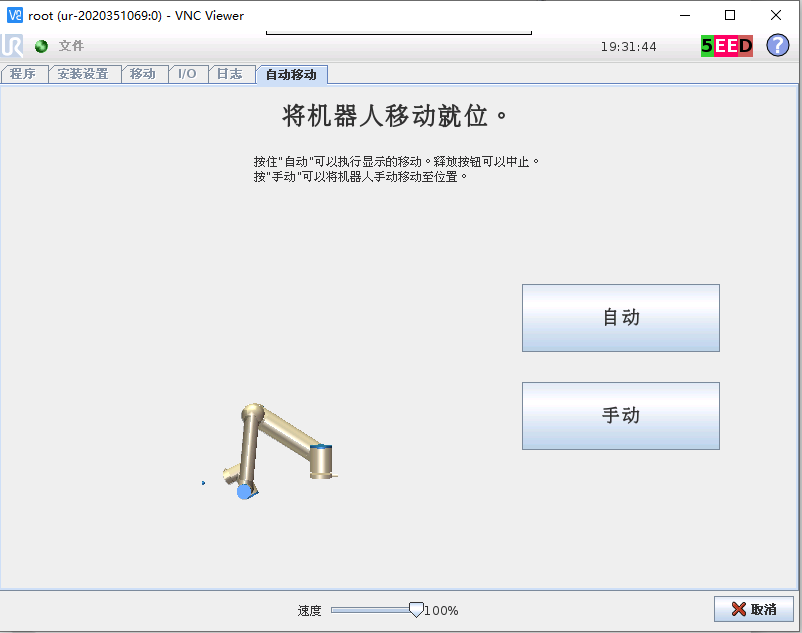 V2 root (ur-2020351069:0) - VNC Viewer
UR 文件 19:31:44 5EED ?
程序 安装设置 移动 I/O 日志 自动移动
将机器人移动就位。
按住"自动"可以执行显示的移动。释放按钮可以中止。
按"手动"可以将机器人手动移动至位置。
自动
手动
速度 100% 取消